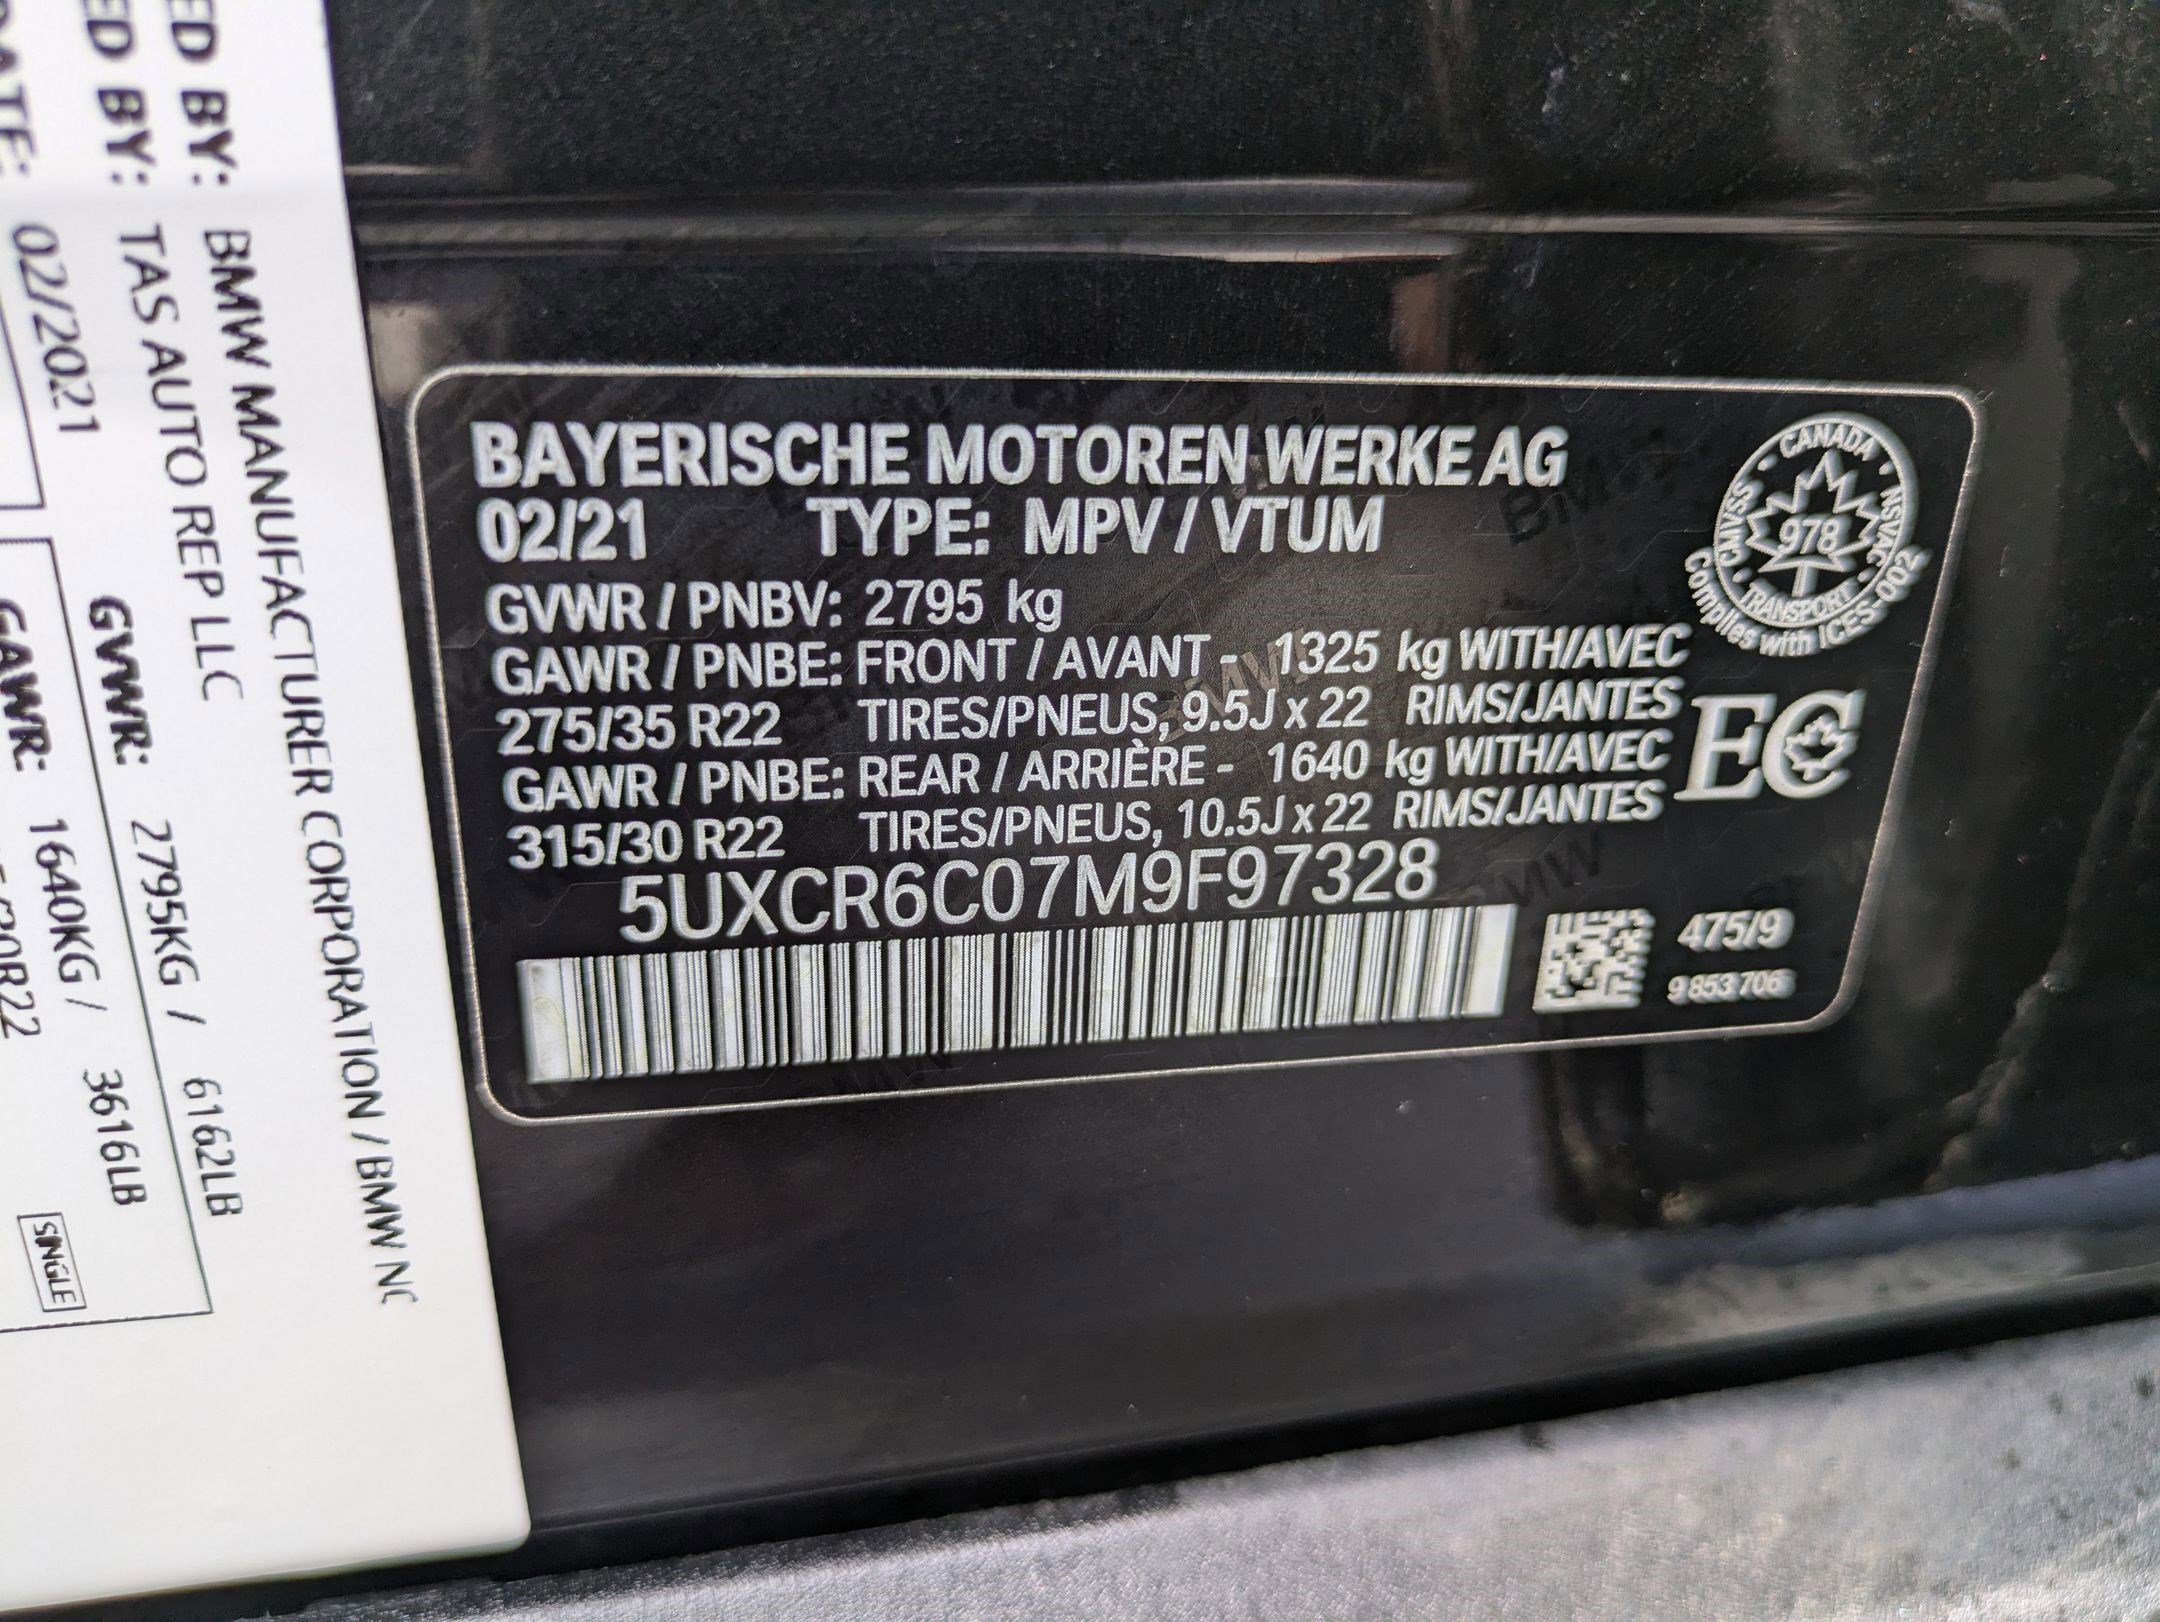 BAYERISCHE MOTOREN WERKE AG
02/21 TYPE: MPV / VTUM
GVWR / PNBV: 2795 kg
GAWR / PNBE: FRONT / AVANT - 1325 kg WITH/AVEC
275/35 R22 TIRES/PNEUS, 9.5J x 22 RIMS/JANTES
GAWR / PNBE: REAR / ARRIÈRE - 1640 kg WITH/AVEC
315/30 R22 TIRES/PNEUS, 10.5J x 22 RIMS/JANTES
5UXCR6C07M9F97328
475/9
9 853 706
CANADA
CMVSS - NSVAC
978
TRANSPORT
Complies with ICES-002
EC
ED BY: BMW MANUFACTURER CORPORATION / BMW NC
ED BY: TAS AUTO REP LLC
DATE: 02/2021
GVWR: 2795KG / 6162LB
GAWR: 1640KG / 3616LB
SINGLE